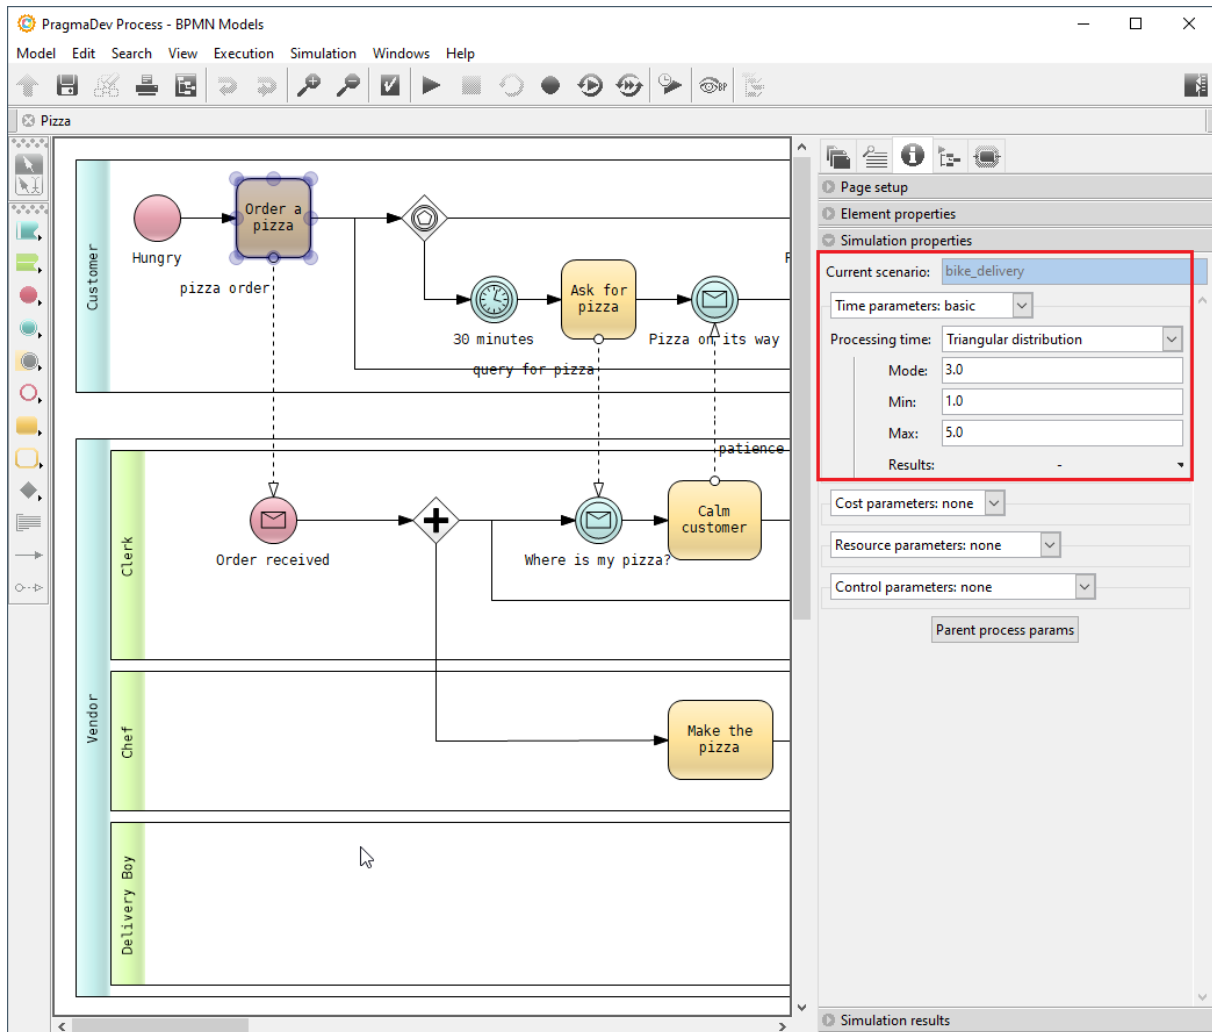 PragmaDev Process - BPMN Models
Model Edit Search View Execution Simulation Windows Help
BP
Pizza
Customer
Hungry
Order a
pizza
pizza order
30 minutes
Ask for
pizza
Pizza on its way
query for pizza
patience
Vendor
Clerk
Order received
Where is my pizza?
Calm
customer
Chef
Make the
pizza
Delivery Boy
Page setup
Element properties
Simulation properties
Current scenario: bike_delivery
Time parameters: basic
Processing time: Triangular distribution
Mode: 3.0
Min: 1.0
Max: 5.0
Results: -
Cost parameters: none
Resource parameters: none
Control parameters: none
Parent process params
Simulation results